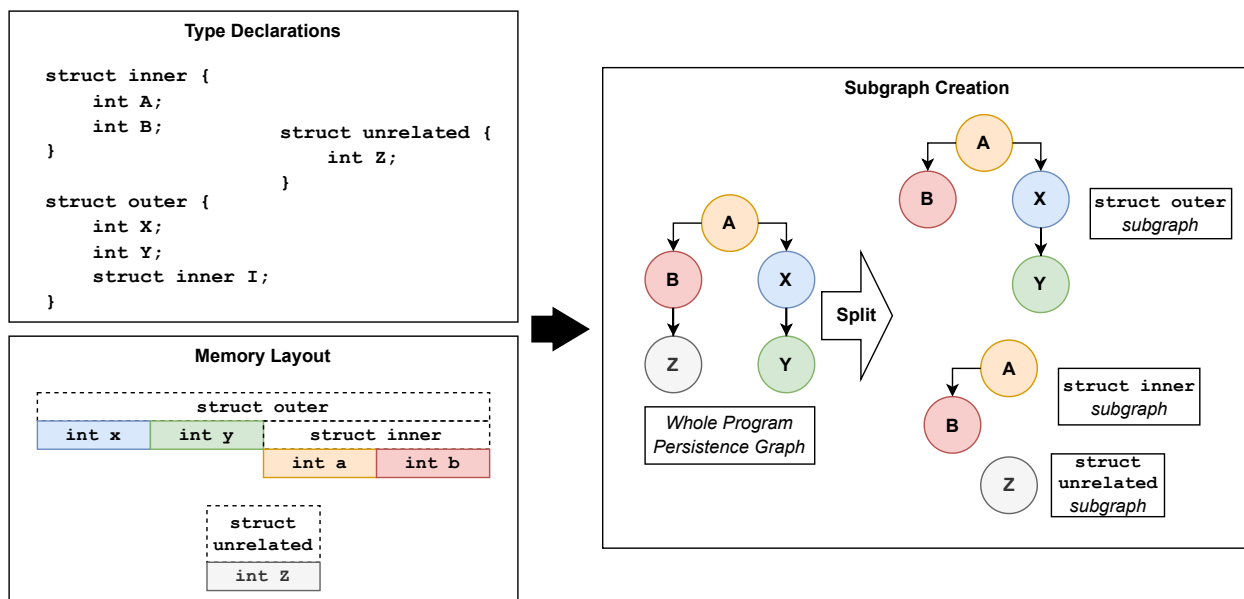 Type Declarations
struct inner {
int A;
int B;
}
struct unrelated {
int Z;
}
struct outer {
int X;
int Y;
struct inner I;
}
Memory Layout
struct outer
int x
int y
struct inner
int a
int b
struct
unrelated
int Z
Subgraph Creation
A
B
X
Z
Y
Whole Program
Persistence Graph
Split
A
B
X
Y
struct outer
subgraph
A
B
struct inner
subgraph
Z
struct
unrelated
subgraph